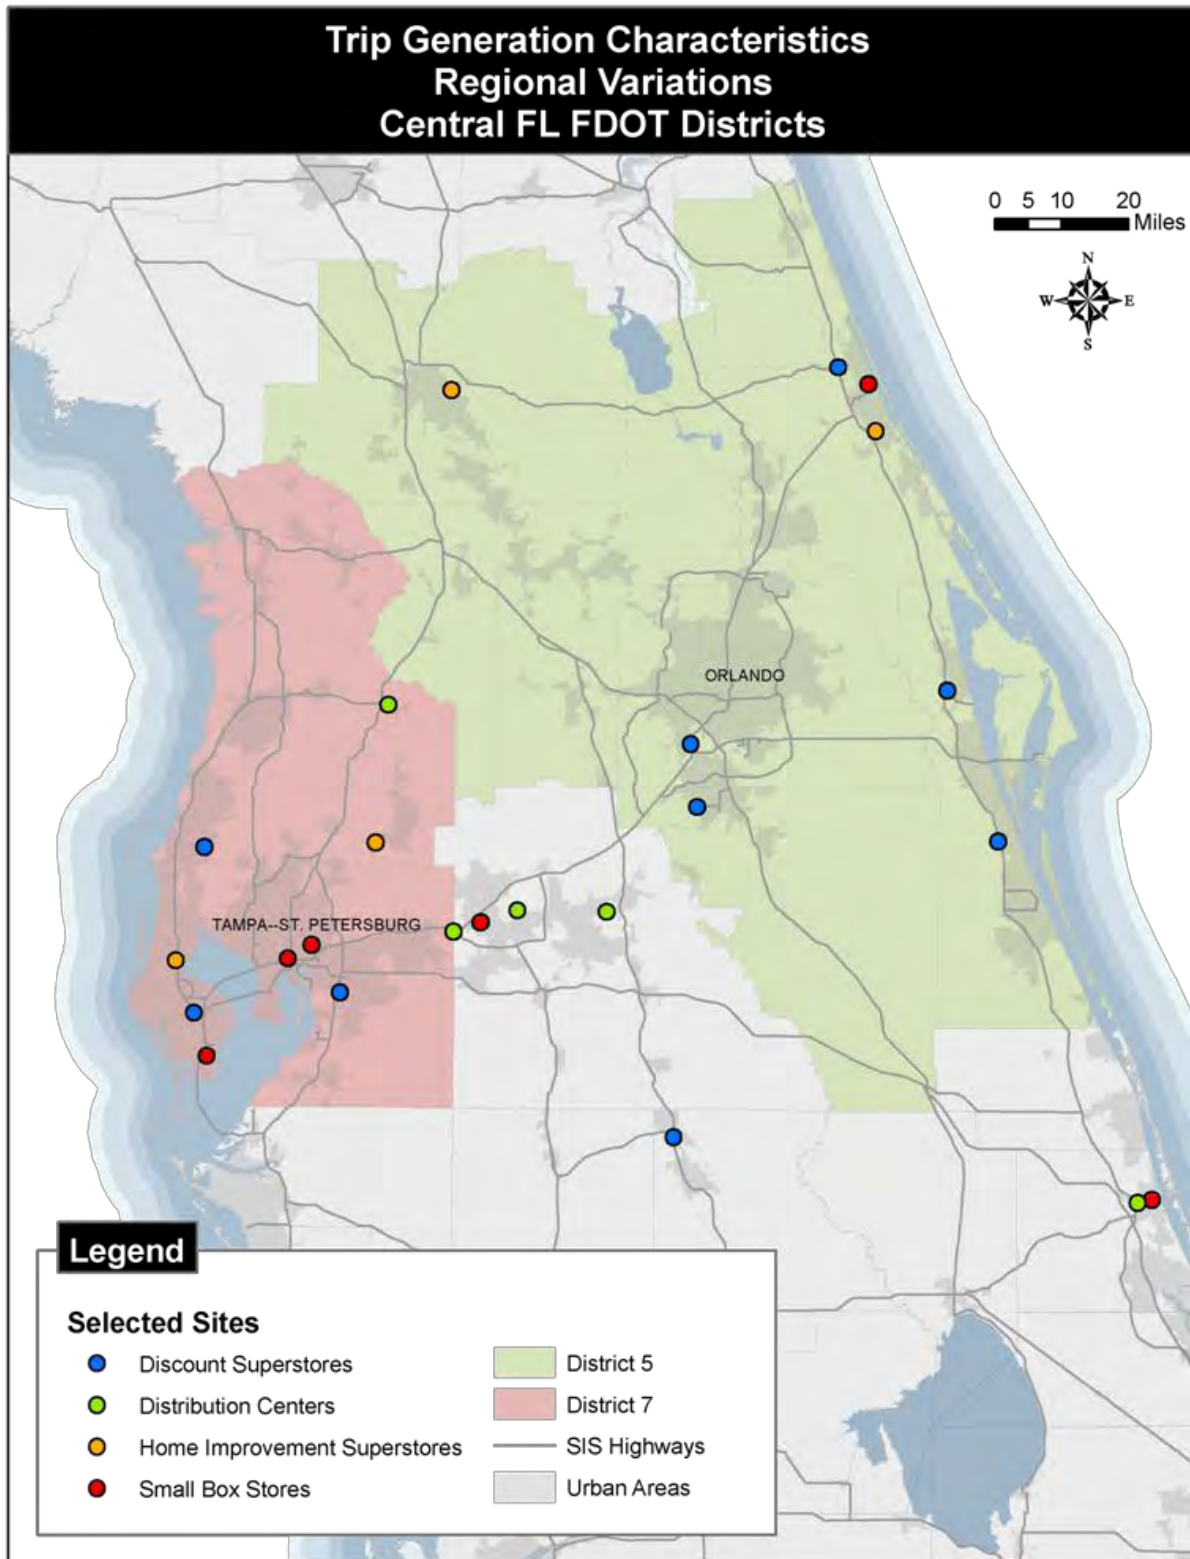 Trip Generation Characteristics
Regional Variations
Central FL FDOT Districts
0 5 10 20
Miles
N
W E
S
ORLANDO
TAMPA--ST. PETERSBURG
Legend
Selected Sites
Discount Superstores
Distribution Centers
Home Improvement Superstores
Small Box Stores
District 5
District 7
SIS Highways
Urban Areas